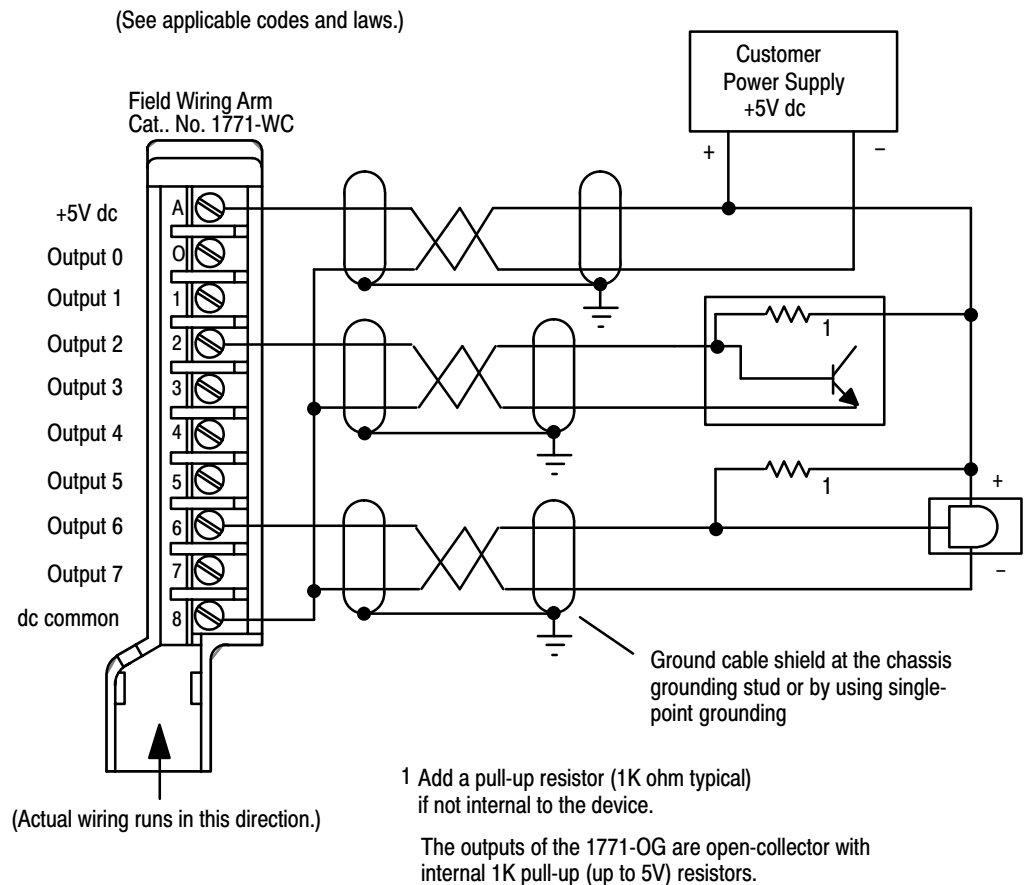 (See applicable codes and laws.)
Customer
Power Supply
+5V dc
+
–
Field Wiring Arm
Cat.. No. 1771-WC
+5V dc
A
Output 0
O
Output 1
1
Output 2
2
Output 3
3
Output 4
4
Output 5
5
Output 6
6
Output 7
7
dc common
8
1
1
+
–
Ground cable shield at the chassis
grounding stud or by using single-
point grounding
(Actual wiring runs in this direction.)
1 Add a pull-up resistor (1K ohm typical)
if not internal to the device.
The outputs of the 1771-OG are open-collector with
internal 1K pull-up (up to 5V) resistors.